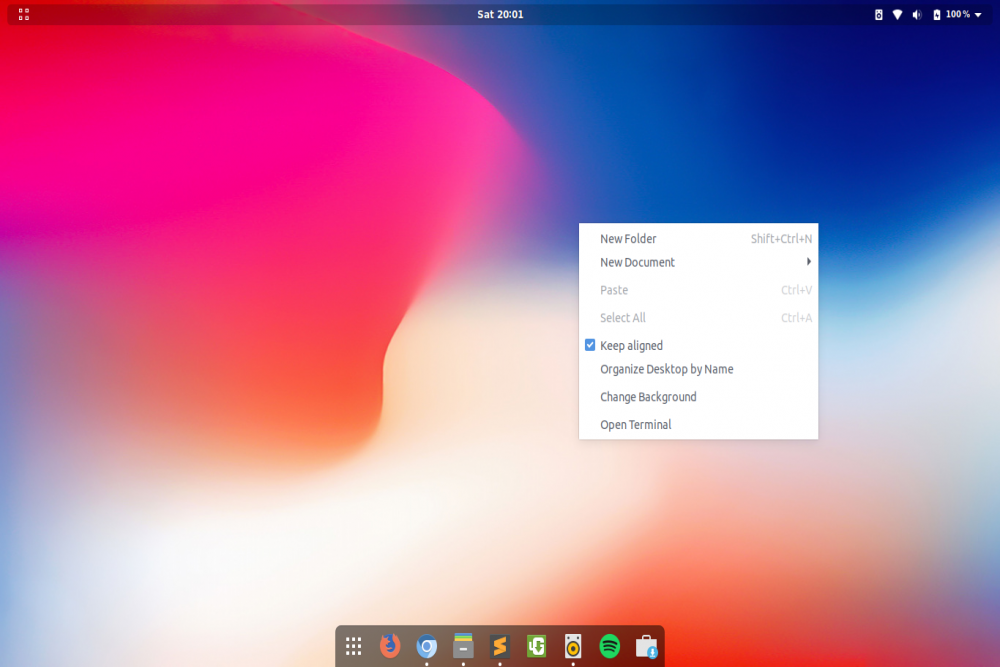 Sat 20:01
100 %
New Folder Shift+Ctrl+N
New Document
Paste Ctrl+V
Select All Ctrl+A
Keep aligned
Organize Desktop by Name
Change Background
Open Terminal